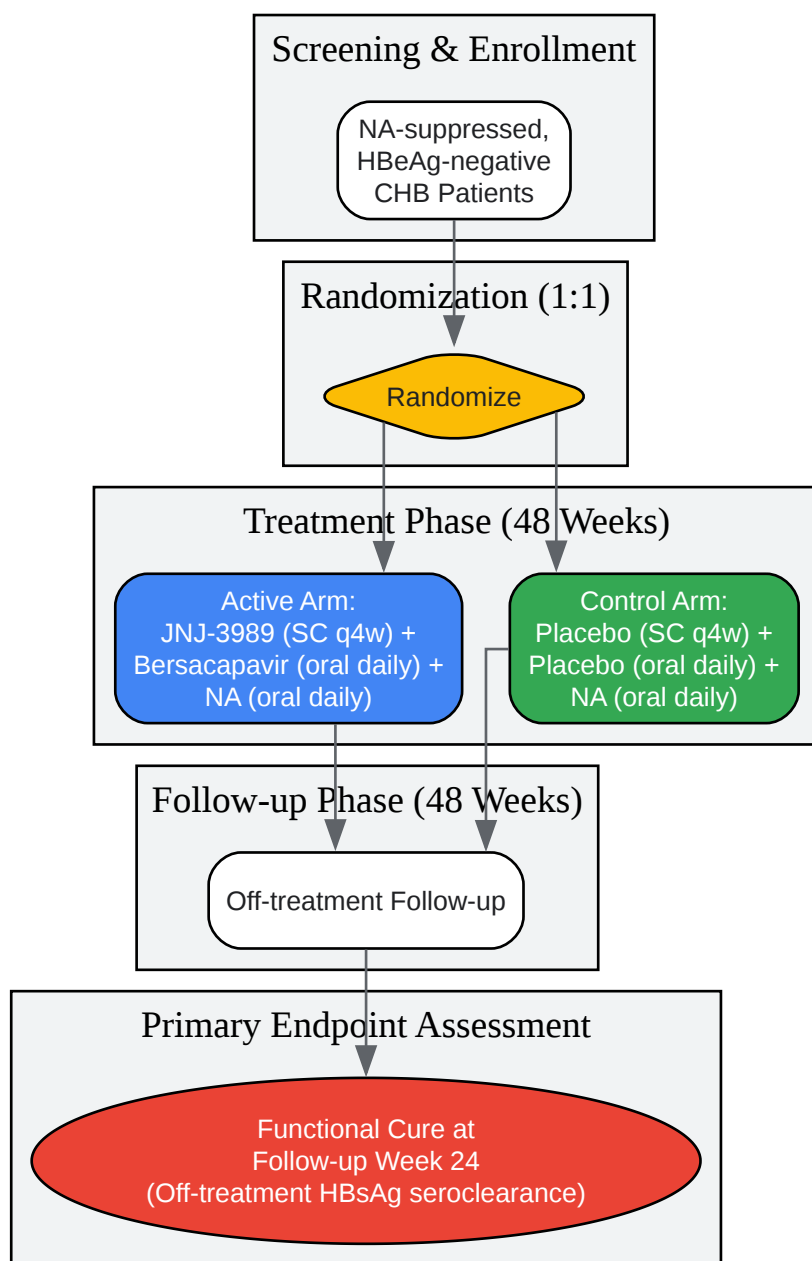 Screening & Enrollment
NA-suppressed,
HBeAg-negative
CHB Patients
Randomization (1:1)
Randomize
Treatment Phase (48 Weeks)
Active Arm:
JNJ-3989 (SC q4w) +
Bersacapavir (oral daily) +
NA (oral daily)
Control Arm:
Placebo (SC q4w) +
Placebo (oral daily) +
NA (oral daily)
Follow-up Phase (48 Weeks)
Off-treatment Follow-up
Primary Endpoint Assessment
Functional Cure at
Follow-up Week 24
(Off-treatment HBsAg seroclearance)